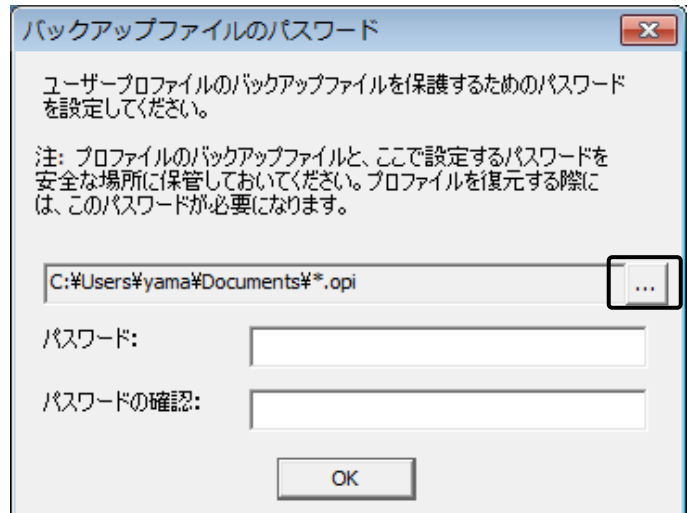 バックアップファイルのパスワード
ユーザープロファイルのバックアップファイルを保護するためのパスワード
を設定してください。
注: プロファイルのバックアップファイルと、ここで設定するパスワードを
安全な場所に保管しておいてください。プロファイルを復元する際に
は、このパスワードが必要になります。
C:¥Users¥yama¥Documents¥*.opi ...
パスワード:
パスワードの確認:
OK